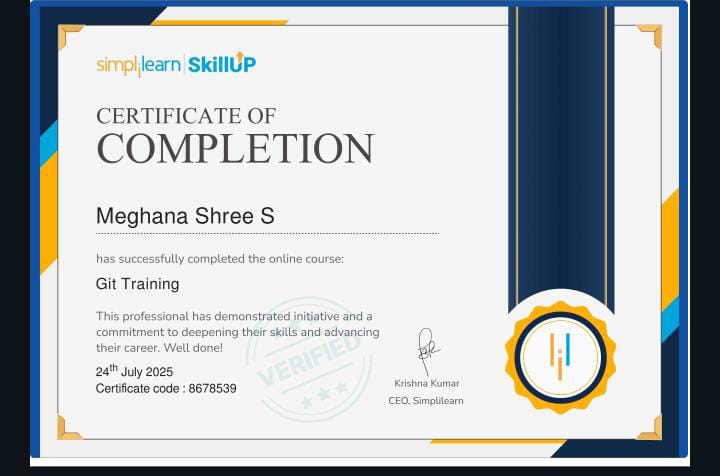 simplilearn | SkillUP
CERTIFICATE OF
COMPLETION
Meghana Shree S
has successfully completed the online course:
Git Training
This professional has demonstrated initiative and a
commitment to deepening their skills and advancing
their career. Well done!
24th July 2025
Certificate code : 8678539
VERIFIED
Krishna Kumar
CEO, Simplilearn